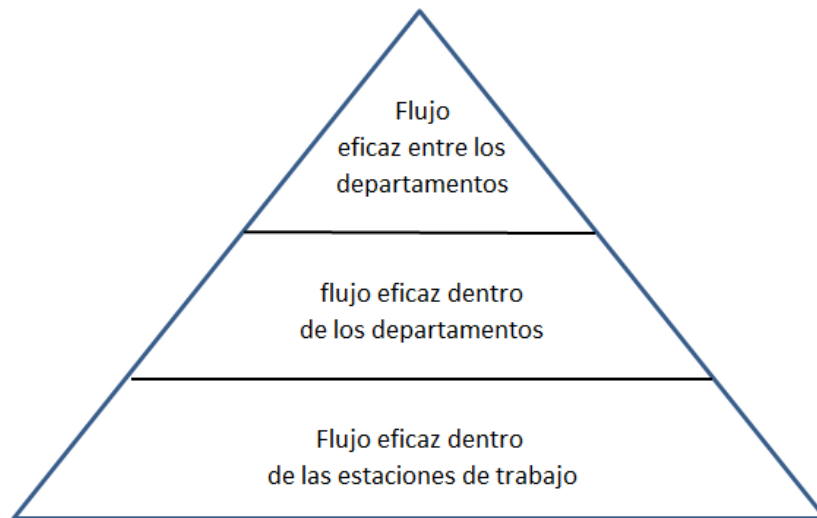 Flujo
eficaz entre los
departamentos
flujo eficaz dentro
de los departamentos
Flujo eficaz dentro
de las estaciones de trabajo